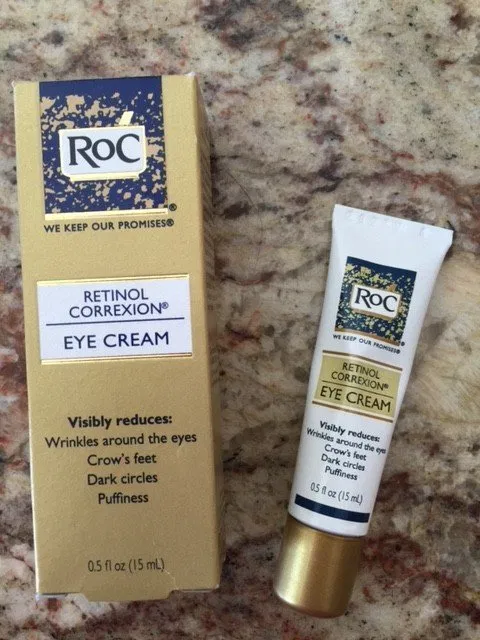 RoC
®
WE KEEP OUR PROMISES®
RETINOL
CORREXION®
EYE CREAM
Visibly reduces:
Wrinkles around the eyes
Crow's feet
Dark circles
Puffiness
0.5 fl oz (15 mL)
RoC
®
WE KEEP OUR PROMISES®
RETINOL
CORREXION®
EYE CREAM
Visibly reduces:
Wrinkles around the eyes
Crow's feet
Dark circles
Puffiness
0.5 fl oz (15 mL)